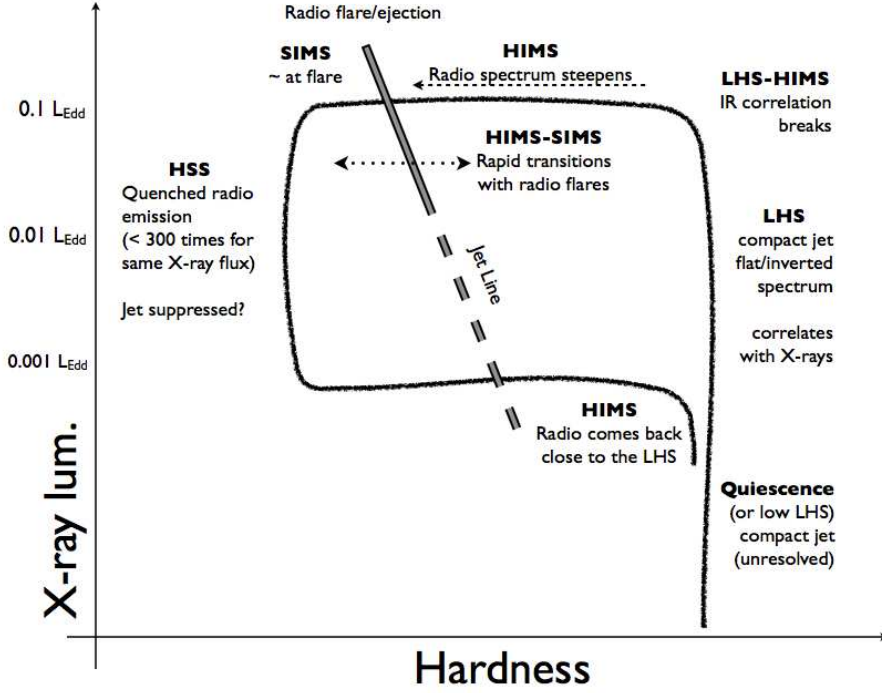 Radio flare/ejection
SIMS
~ at flare
HIMS
Radio spectrum steepens
LHS-HIMS
IR correlation
breaks
0.1 LEdd
HIMS-SIMS
Rapid transitions
with radio flares
HSS
Quenched radio
emission
(< 300 times for
same X-ray flux)
Jet suppressed?
0.01 LEdd
LHS
compact jet
flat/inverted
spectrum
correlates
with X-rays
Jet Line
0.001 LEdd
HIMS
Radio comes back
close to the LHS
Quiescence
(or low LHS)
compact jet
(unresolved)
X-ray lum.
Hardness